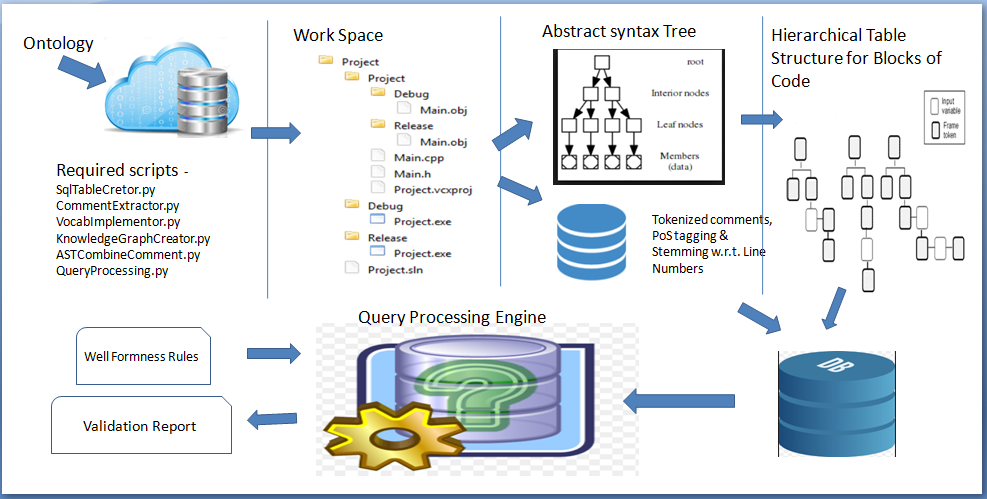 Ontology
Required scripts -
SqlTableCretor.py
CommentExtractor.py
VocabImplementor.py
KnowledgeGraphCreator.py
ASTCombineComment.py
QueryProcessing.py
Work Space
Project
Project
Debug
Main.obj
Release
Main.obj
Main.cpp
Main.h
Project.vcxproj
Debug
Project.exe
Release
Project.exe
Project.sln
Abstract syntax Tree
root
Interior nodes
Leaf nodes
Members
(data)
Tokenized comments,
PoS tagging &
Stemming w.r.t. Line
Numbers
Hierarchical Table
Structure for Blocks of
Code
Input
variable
Frame
token
Query Processing Engine
Well Formness Rules
Validation Report
DB